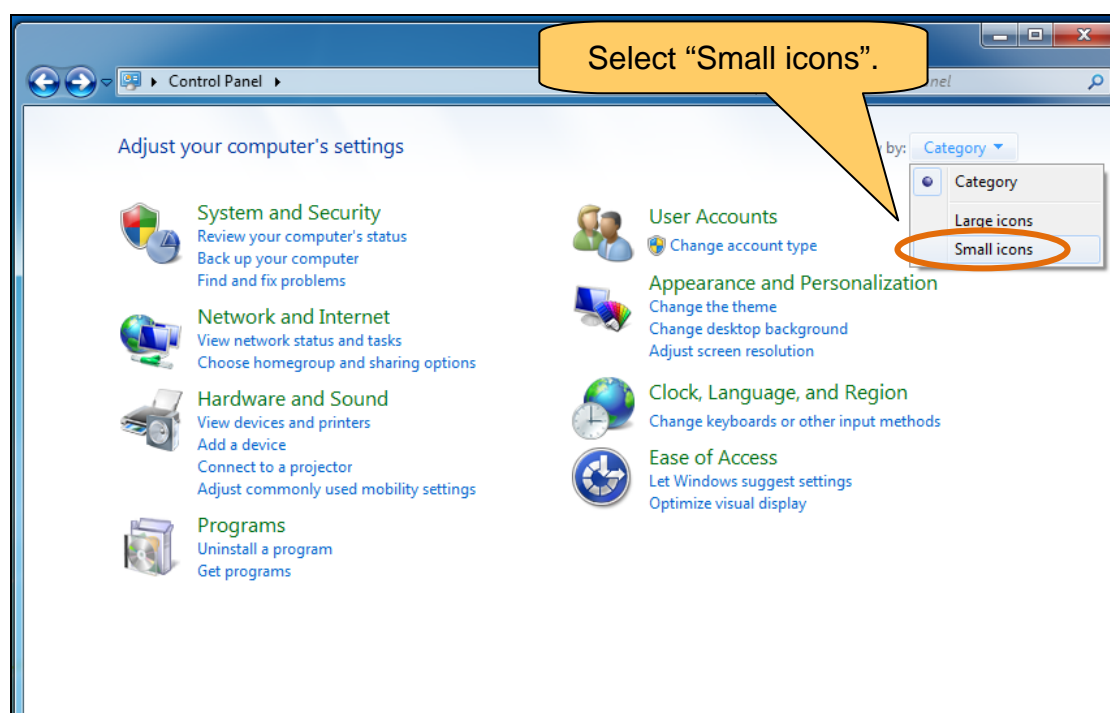 Select “Small icons”.
Control Panel
Adjust your computer's settings
by: Category
Category
Large icons
Small icons
System and Security
Review your computer's status
Back up your computer
Find and fix problems
Network and Internet
View network status and tasks
Choose homegroup and sharing options
Hardware and Sound
View devices and printers
Add a device
Connect to a projector
Adjust commonly used mobility settings
Programs
Uninstall a program
Get programs
User Accounts
Change account type
Appearance and Personalization
Change the theme
Change desktop background
Adjust screen resolution
Clock, Language, and Region
Change keyboards or other input methods
Ease of Access
Let Windows suggest settings
Optimize visual display